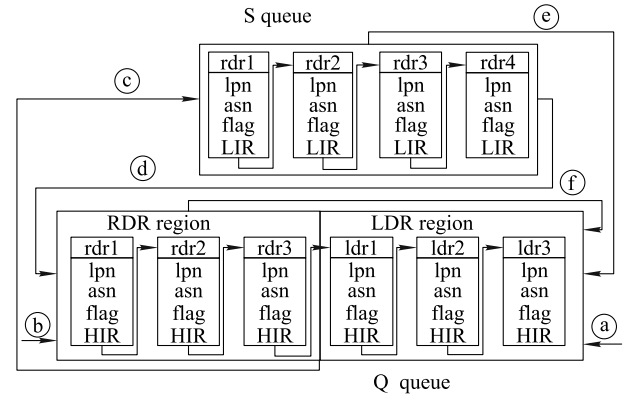 S queue
e
rdr1 rdr2 rdr3 rdr4
c
lpn lpn lpn lpn
asn asn asn asn
flag flag flag flag
LIR LIR LIR LIR
d
f
RDR region LDR region
rdr1 rdr2 rdr3 ldr1 ldr2 ldr3
lpn lpn lpn lpn lpn lpn
asn asn asn asn asn asn
flag flag flag flag flag flag
b
a
HIR HIR HIR HIR HIR HIR
Q queue